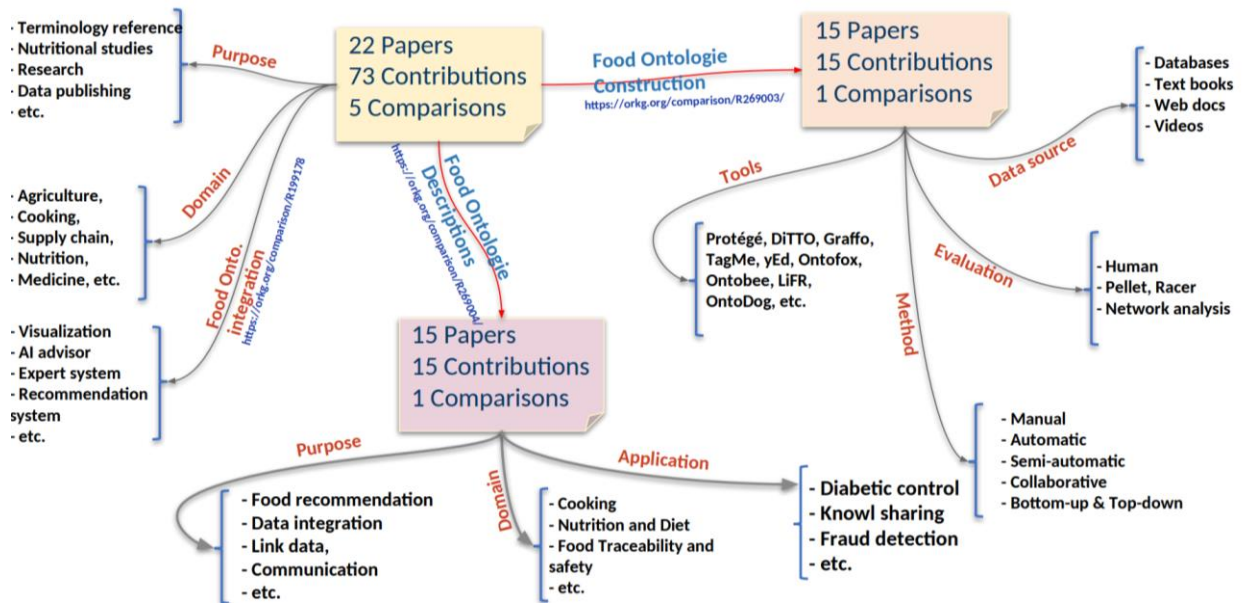 · Terminology reference
· Nutritional studies
· Research
· Data publishing
· etc.
Purpose
22 Papers
73 Contributions
5 Comparisons
Food Ontologie
Construction
https://orkg.org/comparison/R269003/
15 Papers
15 Contributions
1 Comparisons
- Databases
- Text books
- Web docs
- Videos
Data source
Tools
Protégé, DiTTO, Graffo,
TagMe, yEd, Ontofox,
Ontobee, LiFR,
OntoDog, etc.
Evaluation
- Human
- Pellet, Racer
- Network analysis
Method
- Manual
- Automatic
- Semi-automatic
- Collaborative
- Bottom-up & Top-down
Domain
· Agriculture,
· Cooking,
· Supply chain,
· Nutrition,
· Medicine, etc.
Food Onto.
integration
https://orkg.org/comparison/R199178
- Visualization
- AI advisor
- Expert system
- Recommendation
system
- etc.
Food Ontologie
Descriptions
https://orkg.org/comparison/R269004/
15 Papers
15 Contributions
1 Comparisons
Purpose
- Food recommendation
- Data integration
- Link data,
- Communication
- etc.
Domain
- Cooking
- Nutrition and Diet
- Food Traceability and
safety
- etc.
Application
- Diabetic control
- Knowl sharing
- Fraud detection
- etc.